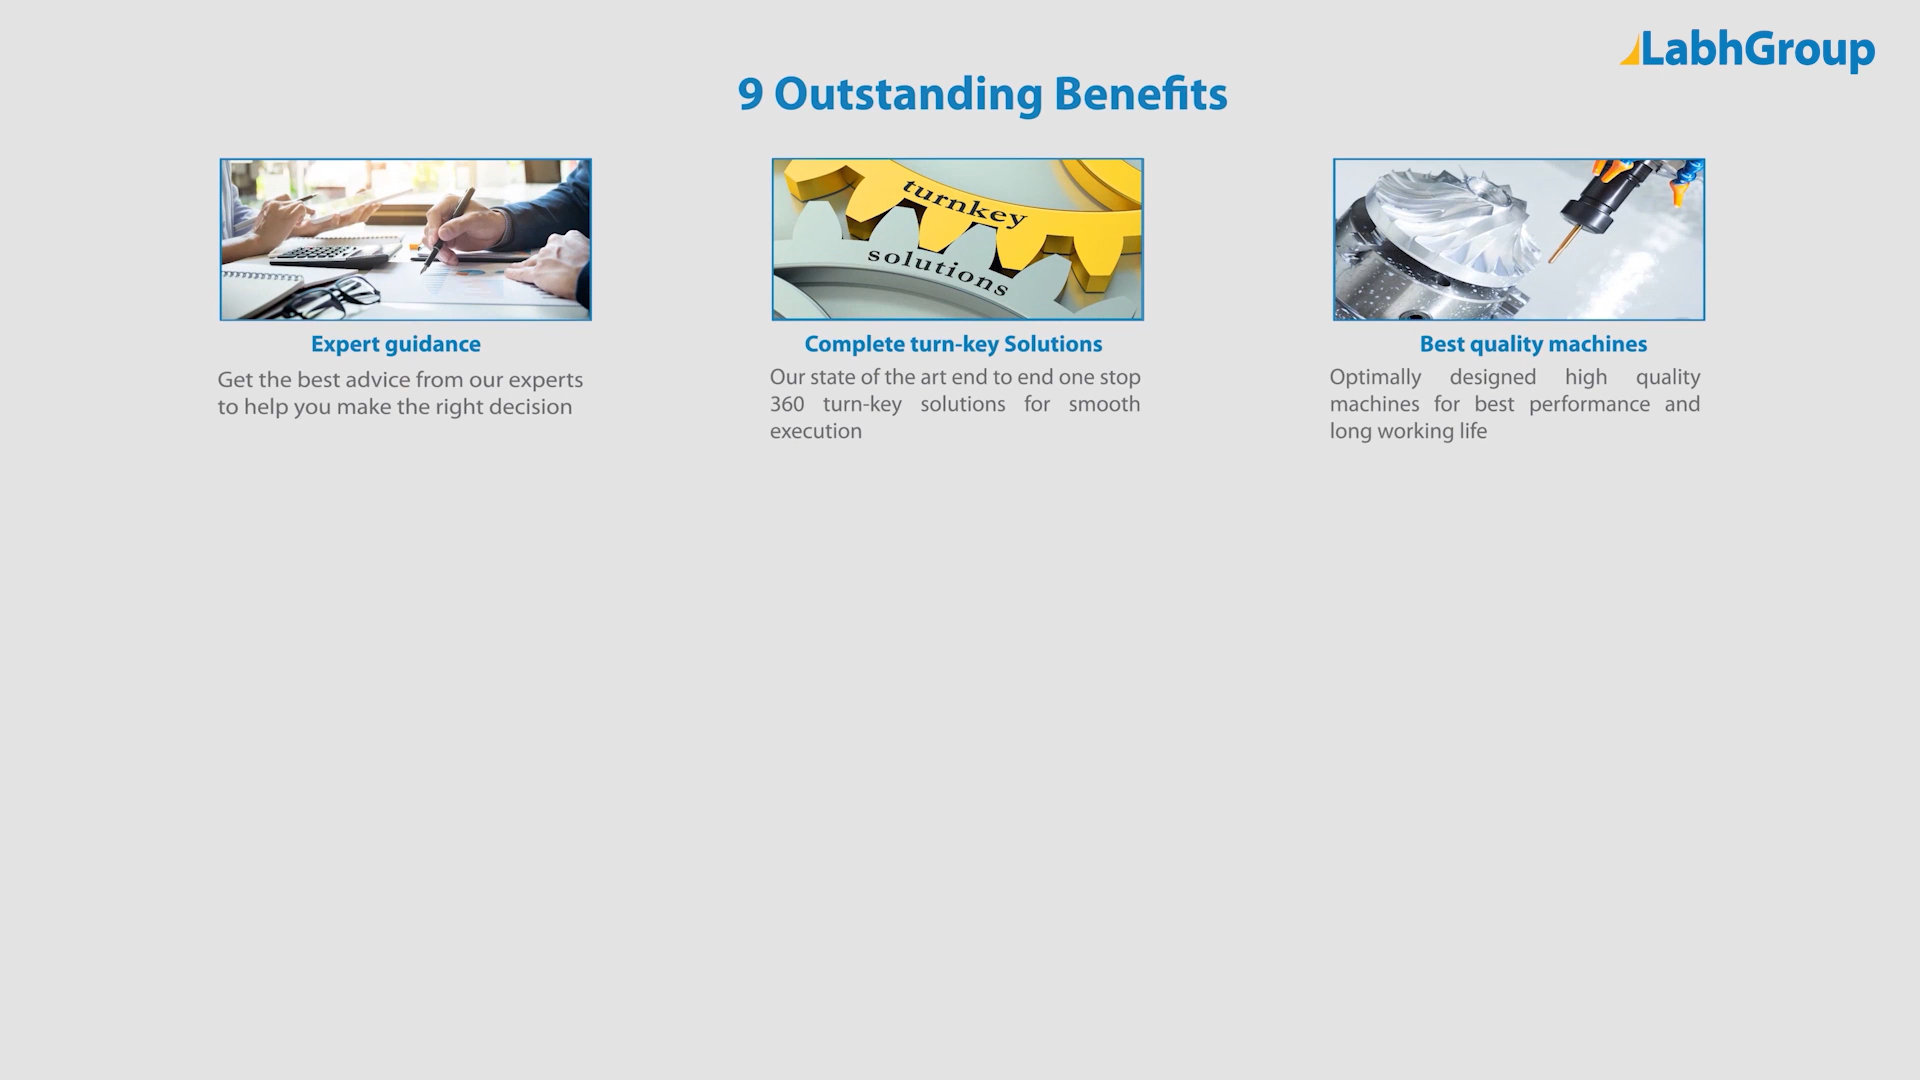 LabhGroup
9 Outstanding Benefits
turnkey
solutions
Expert guidance
Get the best advice from our experts
to help you make the right decision
Complete turn-key Solutions
Our state of the art end to end one stop
360 turn-key solutions for smooth
execution
Best quality machines
Optimally designed high quality
machines for best performance and
long working life